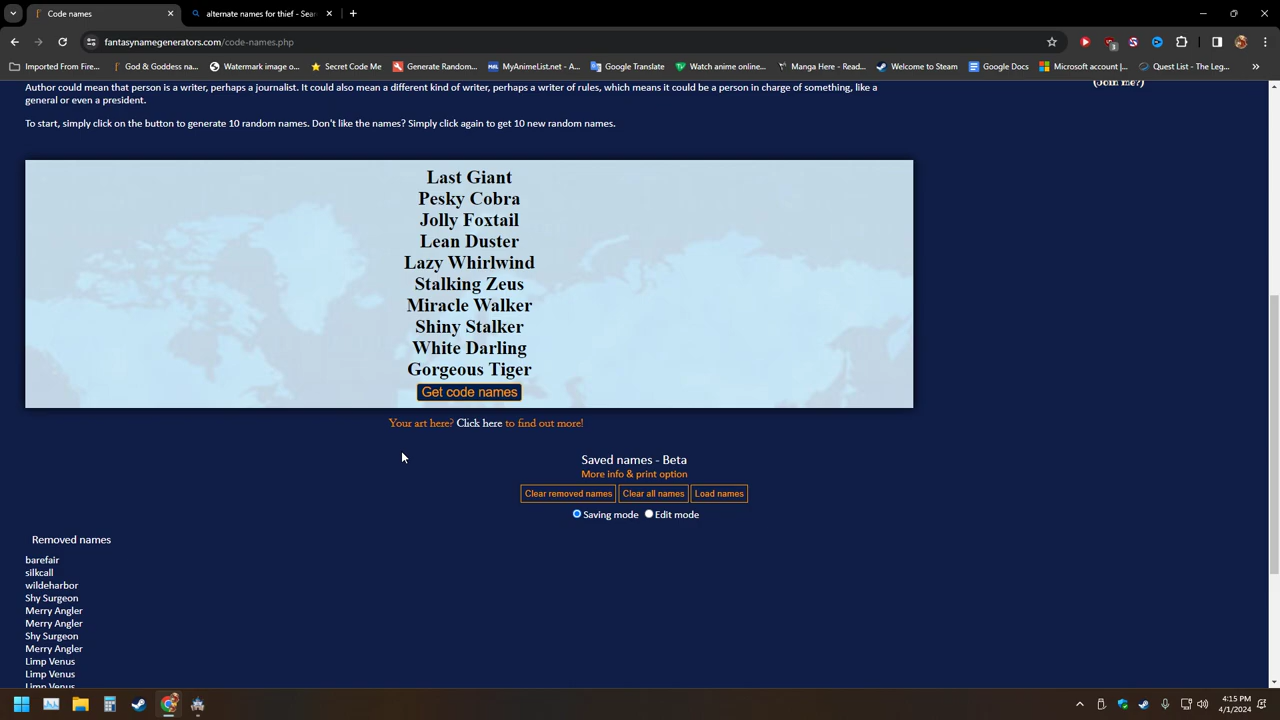 Code names
alternate names for thief - Sear
fantasynamegenerators.com/code-names.php
Imported From Fire...
God & Goddess na...
Watermark image o...
Secret Code Me
Generate Random...
MyAnimeList.net - A...
Google Translate
Watch anime online...
Manga Here - Read...
Welcome to Steam
Google Docs
Microsoft account |...
Quest List - The Leg...
Author could mean that person is a writer, perhaps a journalist. It could also mean a different kind of writer, perhaps a writer of rules, which means it could be a person in charge of something, like a
general or even a president.
(Join me?)
To start, simply click on the button to generate 10 random names. Don't like the names? Simply click again to get 10 new random names.
Last Giant
Pesky Cobra
Jolly Foxtail
Lean Duster
Lazy Whirlwind
Stalking Zeus
Miracle Walker
Shiny Stalker
White Darling
Gorgeous Tiger
Get code names
Your art here? Click here to find out more!
Saved names - Beta
More info & print option
Clear removed names Clear all names Load names
Saving mode Edit mode
Removed names
barefair
silkcall
wildeharbor
Shy Surgeon
Merry Angler
Merry Angler
Shy Surgeon
Merry Angler
Limp Venus
Limp Venus
Limp Venus
4:15 PM
4/1/2024